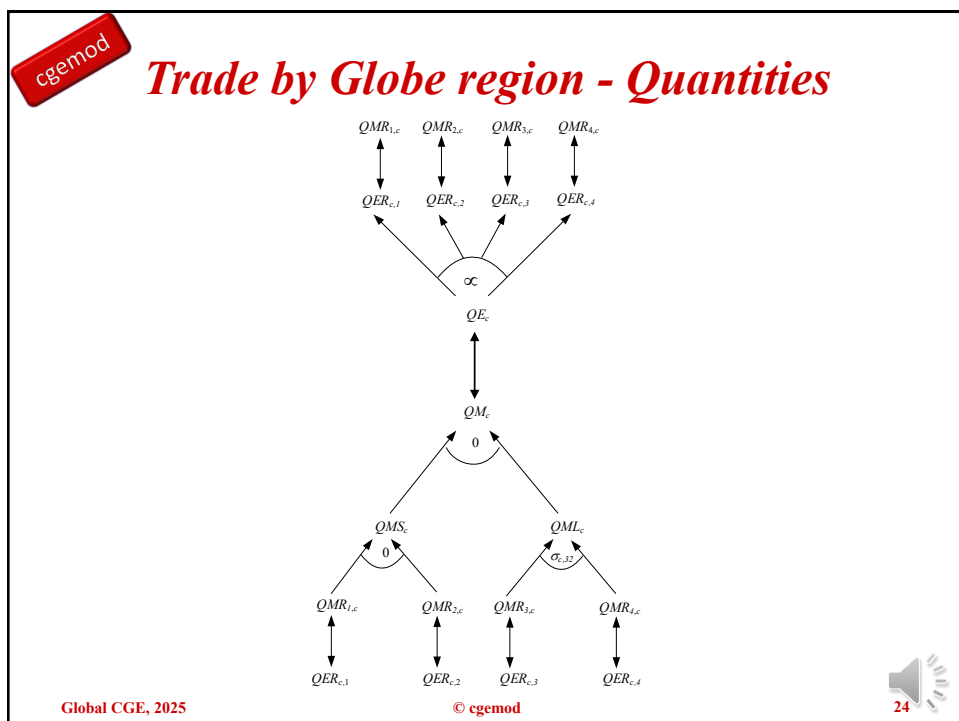 cgemod
Trade by Globe region - Quantities
QMR1,c QMR2,c QMR3,c QMR4,c
QERc,1 QERc,2 QERc,3 QERc,4
∝
QEc
QMc
0
QMSc QMLc
0 σc,32
QMR1,c QMR2,c QMR3,c QMR4,c
QERc,1 QERc,2 QERc,3 QERc,4
Global CGE, 2025 © cgemod 24